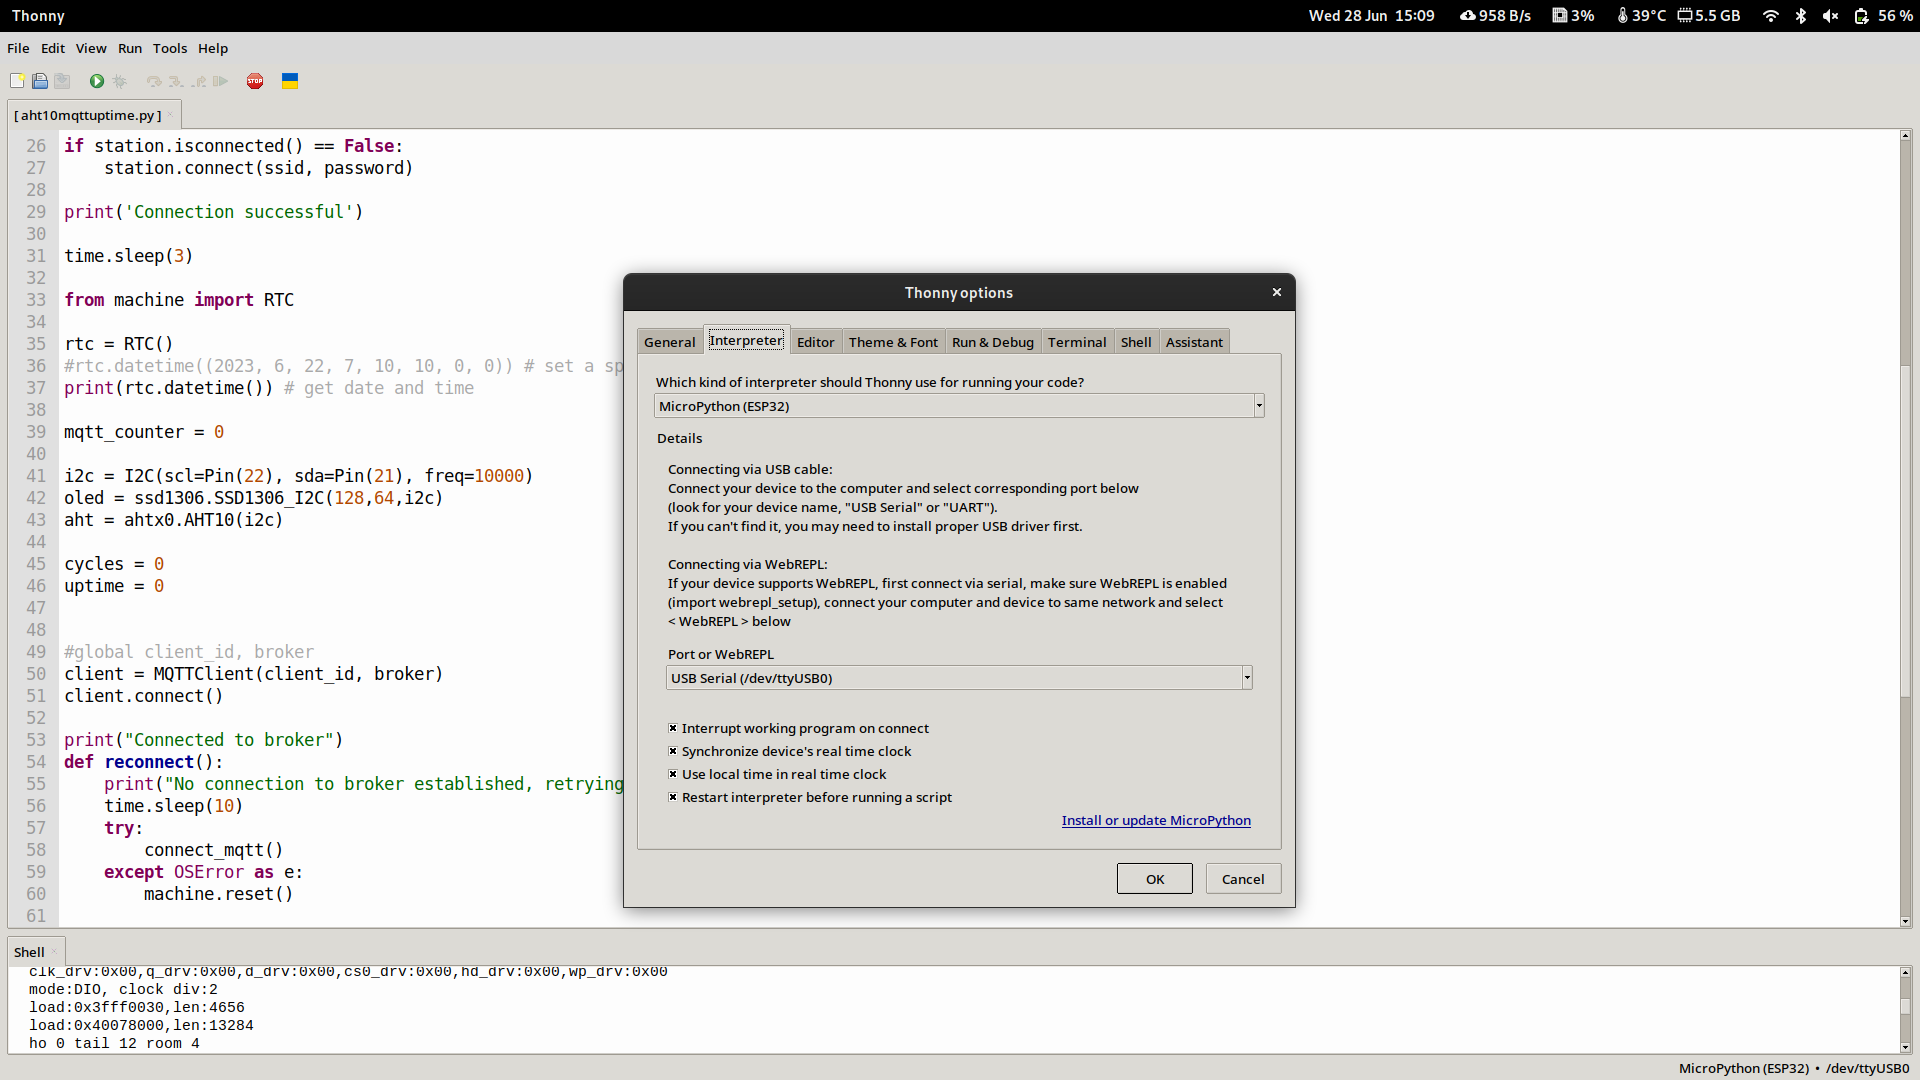 Thonny
Wed 28 Jun 15:09
958 B/s
3%
39°C
5.5 GB
56 %
File Edit View Run Tools Help
STOP
[ aht10mqttuptime.py ]
26 if station.isconnected() == False:
27     station.connect(ssid, password)
28
29 print('Connection successful')
30
31 time.sleep(3)
32
33 from machine import RTC
34
35 rtc = RTC()
36 #rtc.datetime((2023, 6, 22, 7, 10, 10, 0, 0)) # set a sp
37 print(rtc.datetime()) # get date and time
38
39 mqtt_counter = 0
40
41 i2c = I2C(scl=Pin(22), sda=Pin(21), freq=10000)
42 oled = ssd1306.SSD1306_I2C(128,64,i2c)
43 aht = ahtx0.AHT10(i2c)
44
45 cycles = 0
46 uptime = 0
47
48
49 #global client_id, broker
50 client = MQTTClient(client_id, broker)
51 client.connect()
52
53 print("Connected to broker")
54 def reconnect():
55     print("No connection to broker established, retrying
56     time.sleep(10)
57     try:
58         connect_mqtt()
59     except OSError as e:
60         machine.reset()
61
Thonny options
General Interpreter Editor Theme & Font Run & Debug Terminal Shell Assistant
Which kind of interpreter should Thonny use for running your code?
MicroPython (ESP32)
Details
Connecting via USB cable:
Connect your device to the computer and select corresponding port below
(look for your device name, "USB Serial" or "UART").
If you can't find it, you may need to install proper USB driver first.
Connecting via WebREPL:
If your device supports WebREPL, first connect via serial, make sure WebREPL is enabled
(import webrepl_setup), connect your computer and device to same network and select
< WebREPL > below
Port or WebREPL
USB Serial (/dev/ttyUSB0)
Interrupt working program on connect
Synchronize device's real time clock
Use local time in real time clock
Restart interpreter before running a script
Install or update MicroPython
OK Cancel
Shell
clk_drv:0x00,q_drv:0x00,d_drv:0x00,cs0_drv:0x00,hd_drv:0x00,wp_drv:0x00
mode:DIO, clock div:2
load:0x3fff0030,len:4656
load:0x40078000,len:13284
ho 0 tail 12 room 4
MicroPython (ESP32) • /dev/ttyUSB0